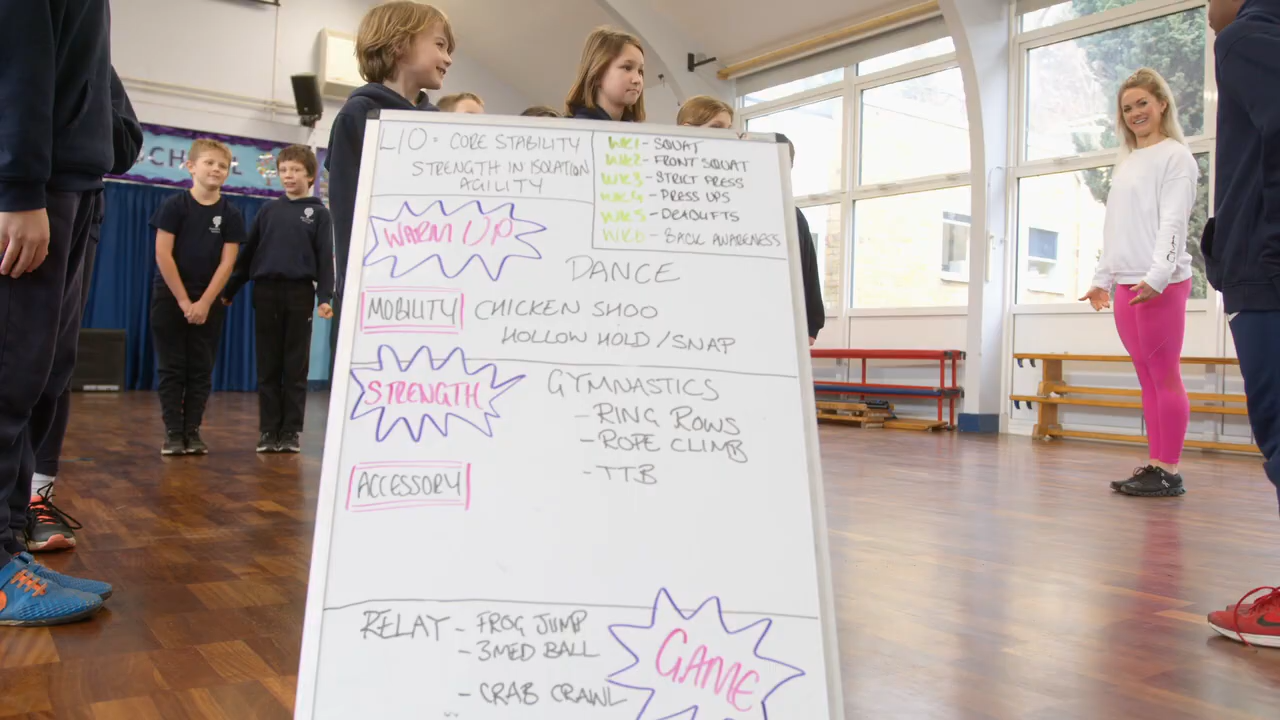 SCHOOL
L/O = CORE STABILITY
STRENGTH IN ISOLATION
AGILITY
WK1 - SQUAT
WK2 - FRONT SQUAT
WK3 - STRICT PRESS
WK4 - PRESS UPS
WK5 - DEADLIFTS
WK6 - BACK AWARENESS
WARM UP
DANCE
MOBILITY CHICKEN SHOO
HOLLOW HOLD / SNAP
STRENGTH GYMNASTICS
- RING ROWS
- ROPE CLIMB
- TTB
ACCESSORY
RELAY - FROG JUMP
- 3MED BALL
- CRAB CRAWL
GAME